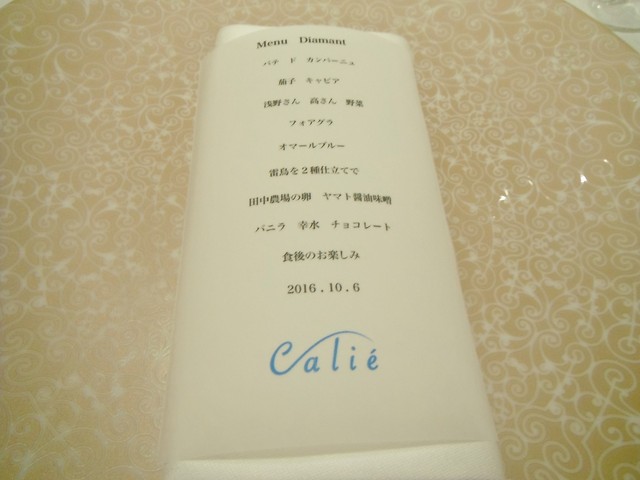 Menu Diamant
パテ ド カンパーニュ
茄子 キャビア
浅野さん 高さん 野菜
フォアグラ
オマールブルー
雷鳥を2種仕立てで
田中農場の卵 ヤマト醤油味噌
バニラ 幸水 チョコレート
食後のお楽しみ
2016.10.6
Calié